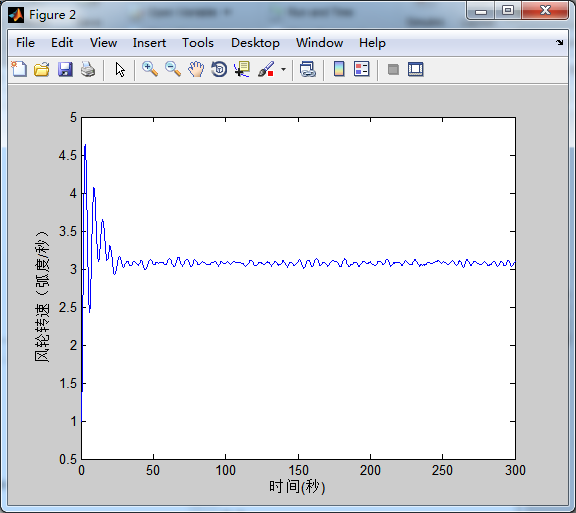 Figure 2
File Edit View Insert Tools Desktop Window Help
5
4.5
4
3.5
3
2.5
2
1.5
1
0.5
风轮转速（弧度/秒）
0 50 100 150 200 250 300
时间(秒)